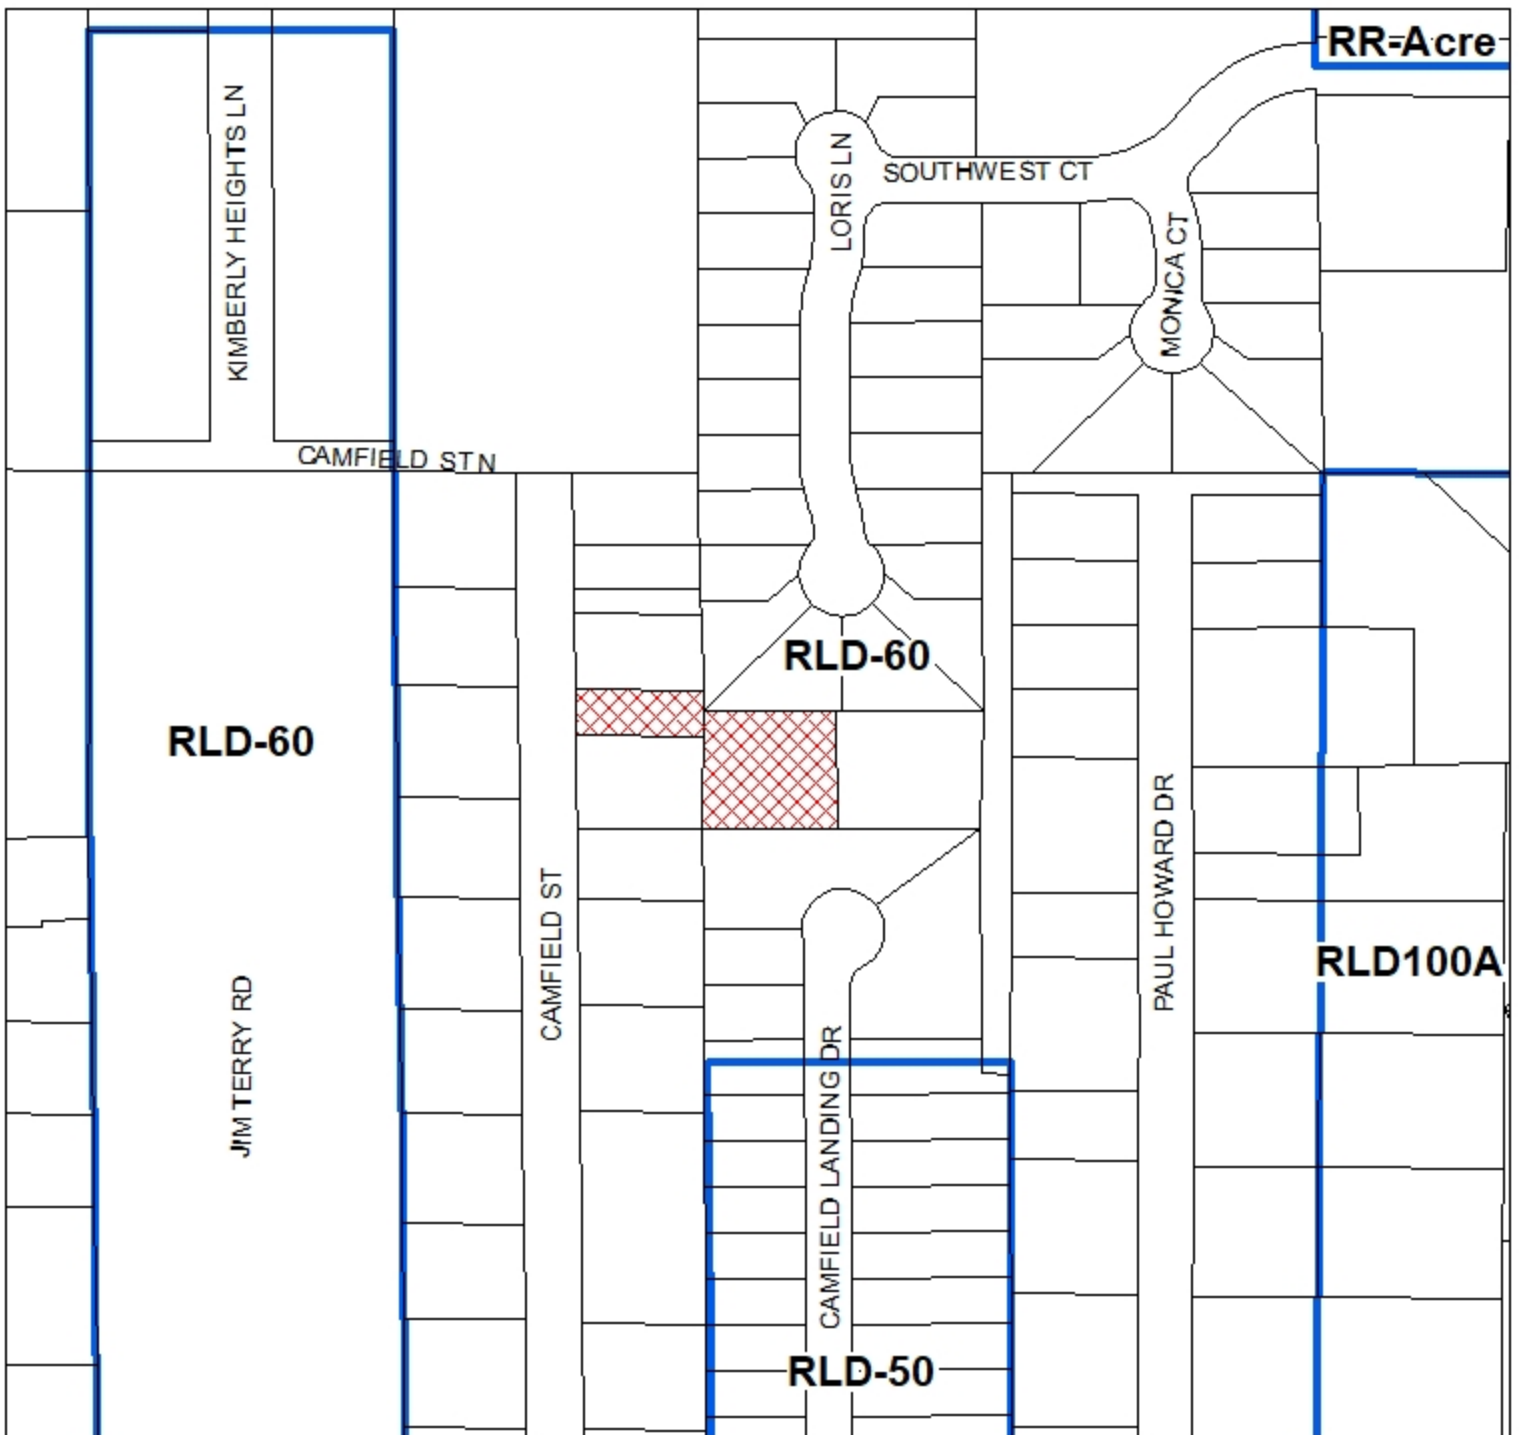 RR-Acre
KIMBERLY HEIGHTS LN
LORIS LN
SOUTHWEST CT
MONICA CT
CAMFIELD ST N
RLD-60
RLD-60
CAMFIELD ST
PAUL HOWARD DR
RLD100A
JIM TERRY RD
CAMFIELD LANDING DR
RLD-50